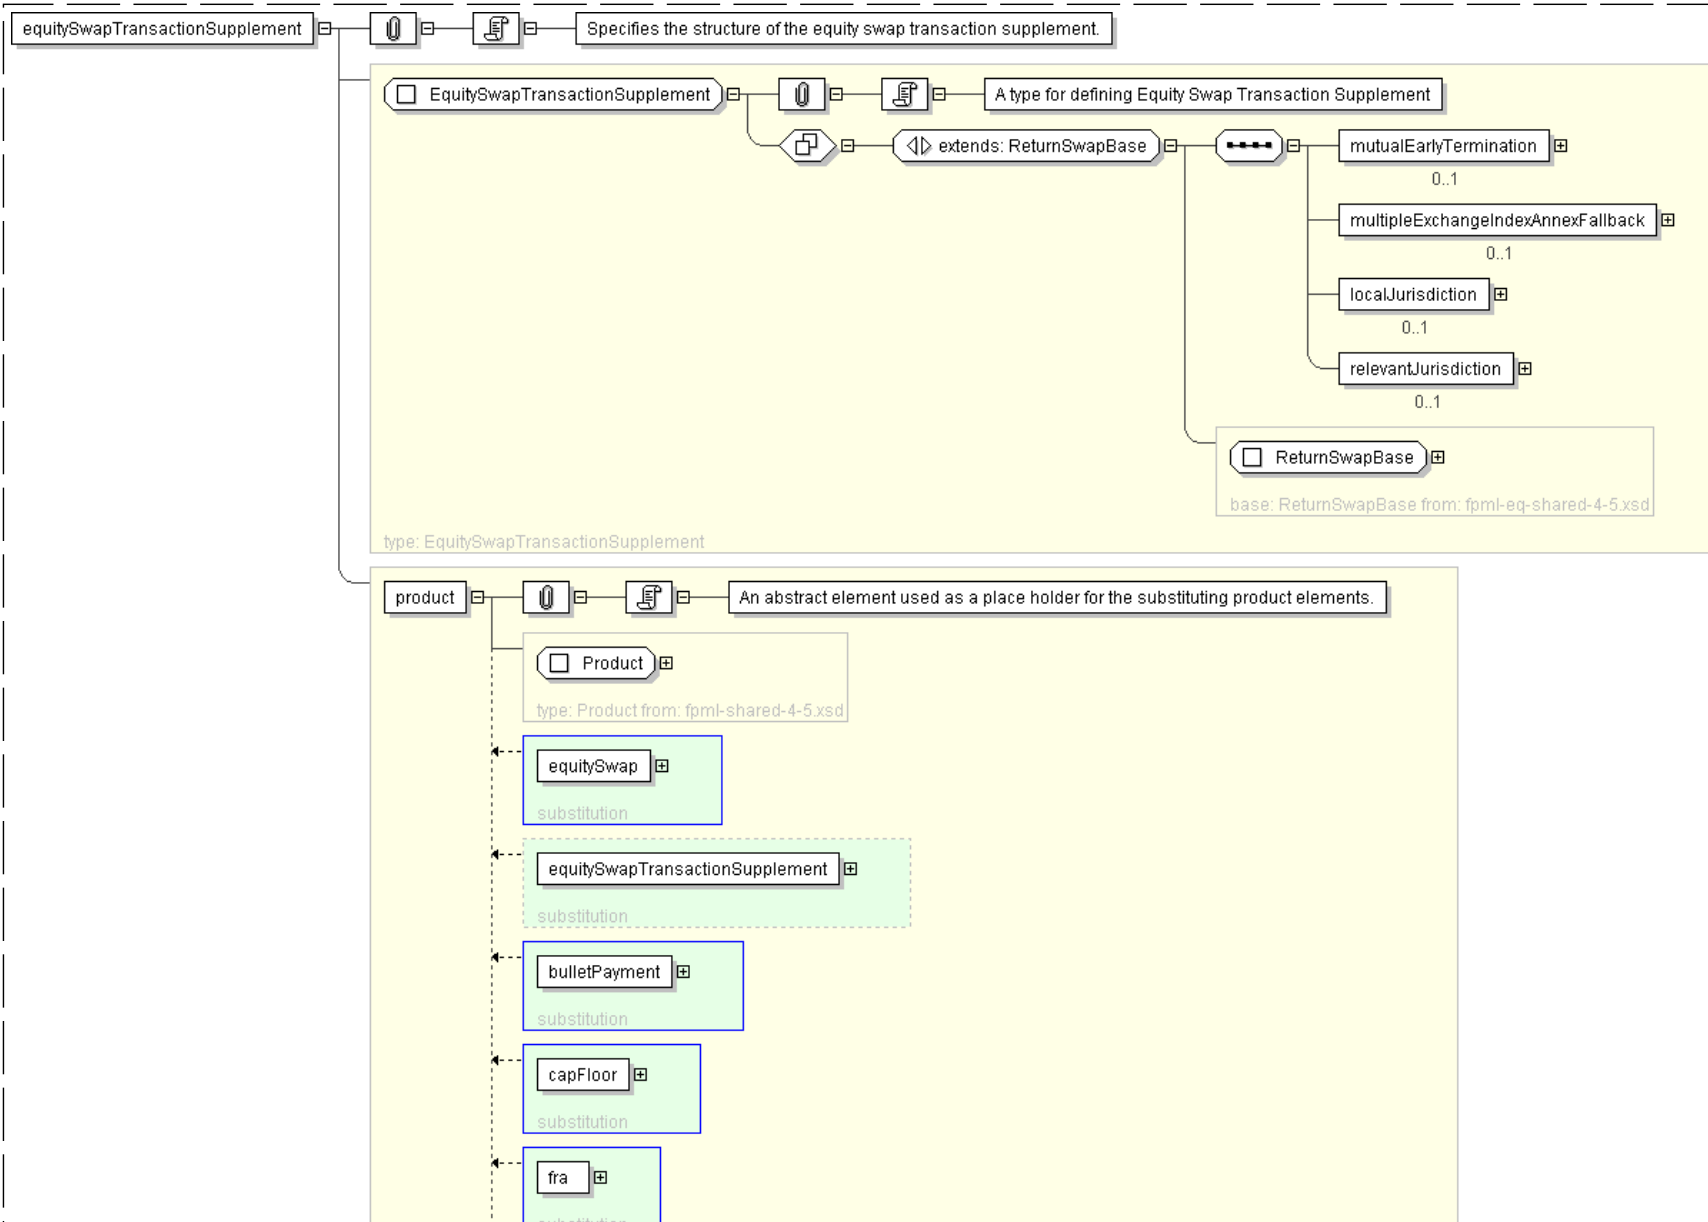 equitySwapTransactionSupplement
Specifies the structure of the equity swap transaction supplement.
EquitySwapTransactionSupplement
A type for defining Equity Swap Transaction Supplement
extends: ReturnSwapBase
mutualEarlyTermination
0..1
multipleExchangeIndexAnnexFallback
0..1
localJurisdiction
0..1
relevantJurisdiction
0..1
ReturnSwapBase
base: ReturnSwapBase from: fpml-eq-shared-4-5.xsd
type: EquitySwapTransactionSupplement
product
An abstract element used as a place holder for the substituting product elements.
Product
type: Product from: fpml-shared-4-5.xsd
equitySwap
substitution
equitySwapTransactionSupplement
substitution
bulletPayment
substitution
capFloor
substitution
fra
substitution